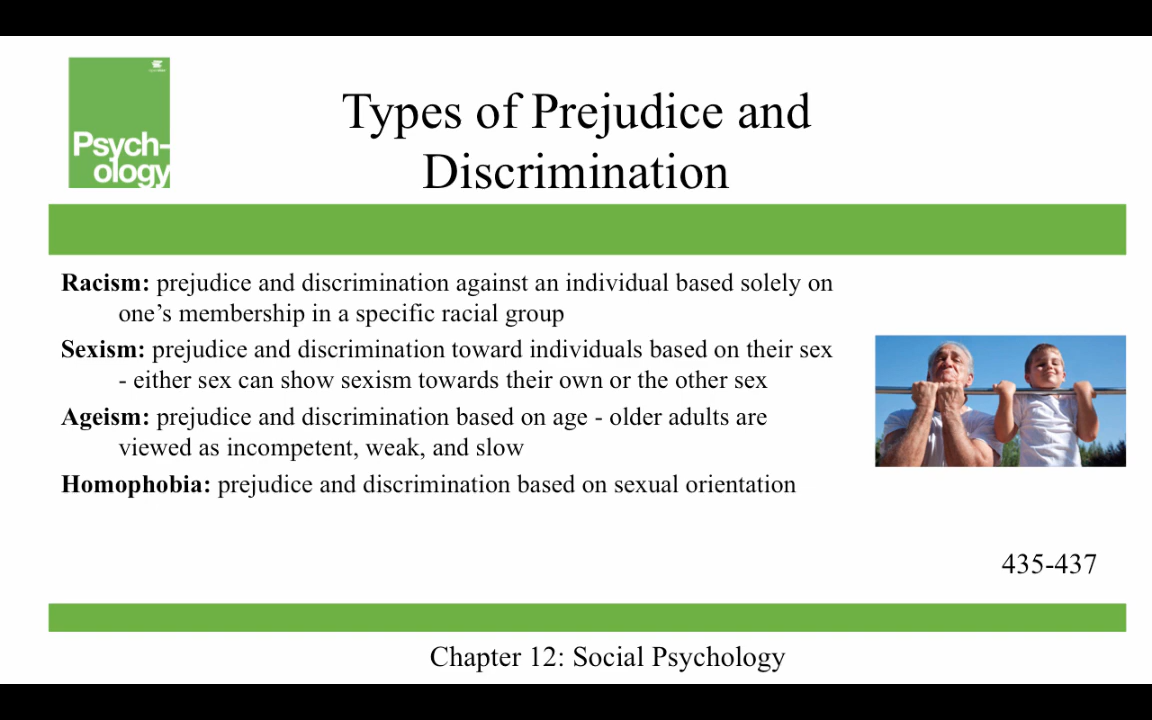 Psych-
ology
Types of Prejudice and
Discrimination
Racism: prejudice and discrimination against an individual based solely on
one’s membership in a specific racial group
Sexism: prejudice and discrimination toward individuals based on their sex
- either sex can show sexism towards their own or the other sex
Ageism: prejudice and discrimination based on age - older adults are
viewed as incompetent, weak, and slow
Homophobia: prejudice and discrimination based on sexual orientation
435-437
Chapter 12: Social Psychology